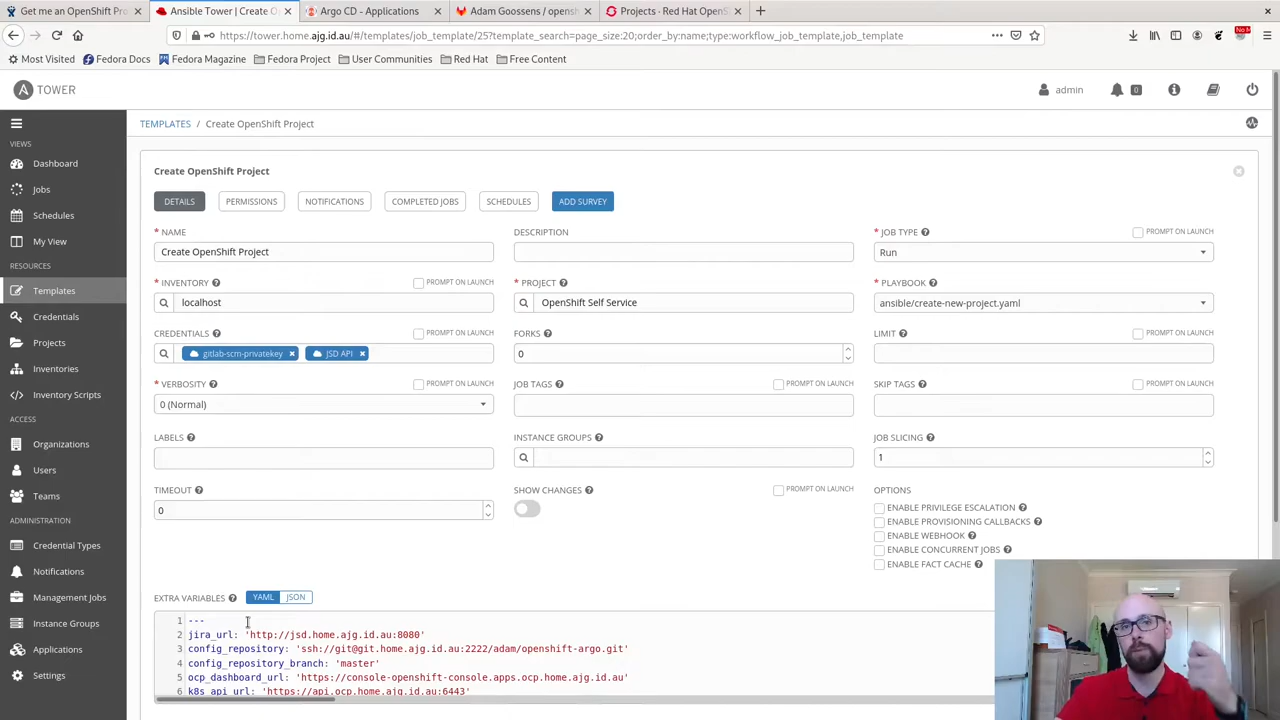 Get me an OpenShift Pro
Ansible Tower | Create O
Argo CD - Applications
Adam Goossens / opensh
Projects · Red Hat OpenS
https://tower.home.ajg.id.au/#/templates/job_template/25?template_search=page_size:20;order_by:name;type:workflow_job_template,job_template
Most Visited
Fedora Docs
Fedora Magazine
Fedora Project
User Communities
Red Hat
Free Content
A TOWER
admin
0
VIEWS
Dashboard
Jobs
Schedules
My View
RESOURCES
Templates
Credentials
Projects
Inventories
Inventory Scripts
ACCESS
Organizations
Users
Teams
ADMINISTRATION
Credential Types
Notifications
Management Jobs
Instance Groups
Applications
Settings
TEMPLATES / Create OpenShift Project
Create OpenShift Project
DETAILS
PERMISSIONS
NOTIFICATIONS
COMPLETED JOBS
SCHEDULES
ADD SURVEY
* NAME
Create OpenShift Project
DESCRIPTION
* JOB TYPE
PROMPT ON LAUNCH
Run
* INVENTORY
PROMPT ON LAUNCH
localhost
* PROJECT
OpenShift Self Service
* PLAYBOOK
ansible/create-new-project.yaml
CREDENTIALS
PROMPT ON LAUNCH
gitlab-scm-privatekey
JSD API
FORKS
0
LIMIT
PROMPT ON LAUNCH
* VERBOSITY
PROMPT ON LAUNCH
0 (Normal)
JOB TAGS
PROMPT ON LAUNCH
SKIP TAGS
PROMPT ON LAUNCH
LABELS
INSTANCE GROUPS
JOB SLICING
1
TIMEOUT
0
SHOW CHANGES
PROMPT ON LAUNCH
OPTIONS
ENABLE PRIVILEGE ESCALATION
ENABLE PROVISIONING CALLBACKS
ENABLE WEBHOOK
ENABLE CONCURRENT JOBS
ENABLE FACT CACHE
EXTRA VARIABLES
YAML
JSON
1 ---
2 jira_url: 'http://jsd.home.ajg.id.au:8080'
3 config_repository: 'ssh://git@git.home.ajg.id.au:2222/adam/openshift-argo.git'
4 config_repository_branch: 'master'
5 ocp_dashboard_url: 'https://console-openshift-console.apps.ocp.home.ajg.id.au'
6 k8s_api_url: 'https://api.ocp.home.ajg.id.au:6443'